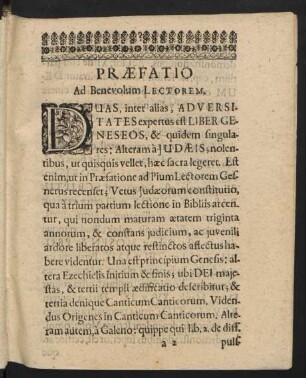 PRÆFATIO
Ad Benevolum LECTOREM.
DUAS, inter alias, ADVERSI-
TATES expertus est LIBER GE-
NESEOS, & quidem singula-
res; Alteram à JUDÆIS, nolen-
tibus, ut quisquis vellet, hæc sacra legeret. Est
enim, ut in Præfatione ad Pium Lectorem Ges-
nerus recenset; Vetus Judæorum constitutio,
qua à trium partium lectione in Bibliis arcen-
tur, qui nondum maturam ætatem triginta
annorum, & constans judicium, ac juvenili
ardore liberatos atque restinctos affectus ha-
bere videntur. Una est principium Genesis; al-
tera Ezechielis Initium & finis; ubi DEI maje-
stas, & tertii templi ædificatio describitur; &
tertia denique Canticum Canticorum, Viden-
dus Origenes in Canticum Canticorum. Alte-
ram autem, à Galeno: quippe qui lib. 2. de diff.
a 2 puls